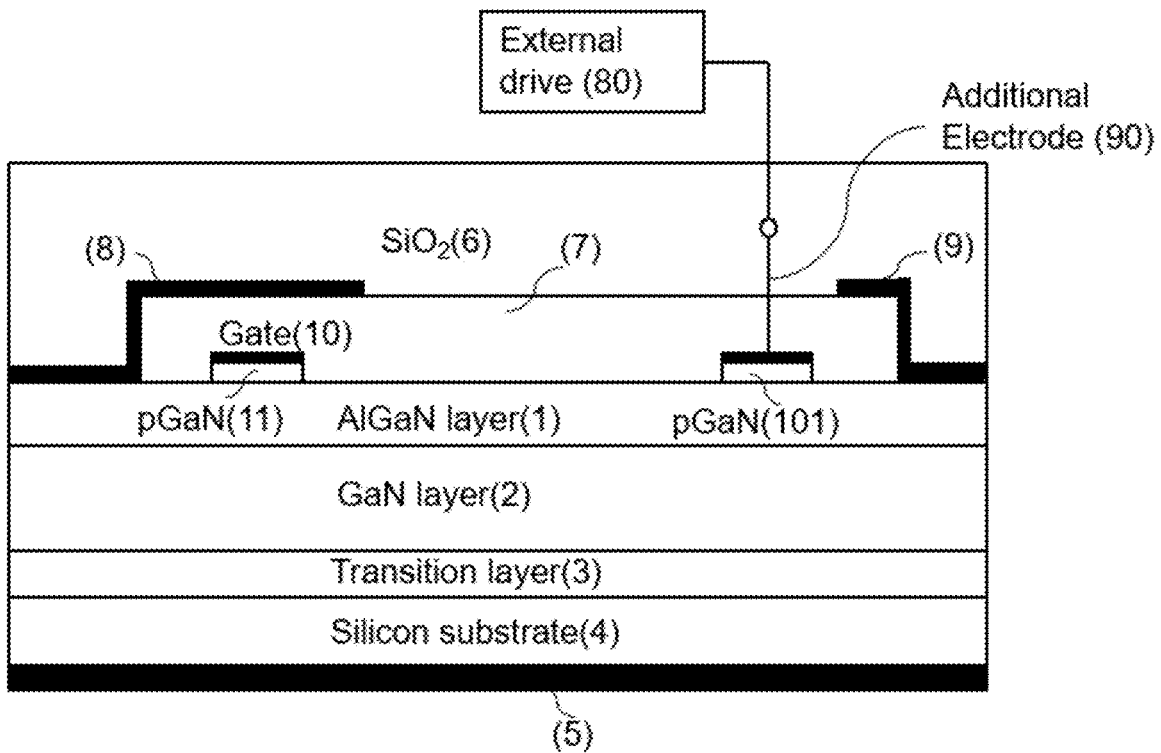 External
drive (80)
Additional
Electrode (90)
(8)
SiO₂(6)
(7)
(9)
Gate(10)
pGaN(11)
AlGaN layer(1)
pGaN(101)
GaN layer(2)
Transition layer(3)
Silicon substrate(4)
(5)